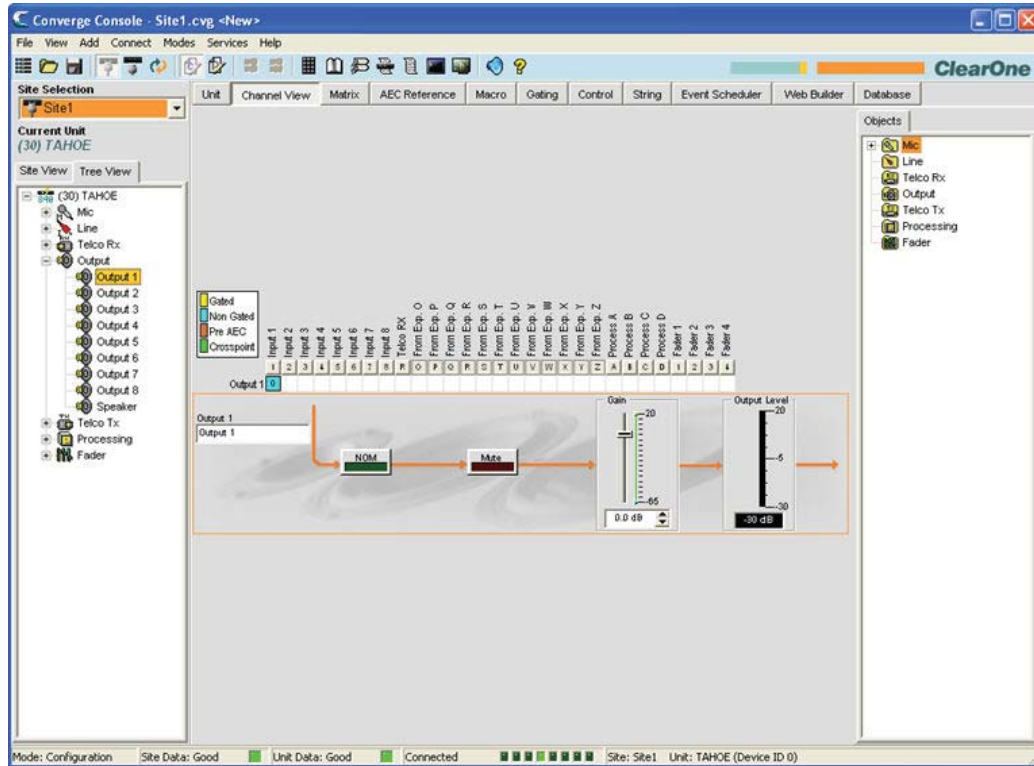 Converge Console - Site1.cvg <New>
File View Add Connect Modes Services Help
ClearOne
Site Selection
Site1
Current Unit
(30) TAHOE
Site View Tree View
(30) TAHOE
Mic
Line
Telco Rx
Output
Output 1
Output 2
Output 3
Output 4
Output 5
Output 6
Output 7
Output 8
Speaker
Telco Tx
Processing
Fader
Unit Channel View Matrix AEC Reference Macro Gating Control String Event Scheduler Web Builder Database
Gated
Non Gated
Pre AEC
Crosspoint
Input 1
Input 2
Input 3
Input 4
Input 5
Input 6
Input 7
Input 8
Telco RX
From Exp. O
From Exp. P
From Exp. Q
From Exp. R
From Exp. S
From Exp. T
From Exp. U
From Exp. V
From Exp. W
From Exp. X
From Exp. Y
From Exp. Z
Process A
Process B
Process C
Process D
Fader 1
Fader 2
Fader 3
Fader 4
1 2 3 4 5 6 7 8 R O P Q R S T U V W X Y Z A B C D 1 2 3 4
Output 1 0
Output 1
Output 1
NOM
Mute
Gain
20
-65
0.0 dB
Output Level
20
-5
-30
-30 dB
Objects
Mic
Line
Telco Rx
Output
Telco Tx
Processing
Fader
Mode: Configuration Site Data: Good Unit Data: Good Connected Site: Site1 Unit: TAHOE (Device ID 0)